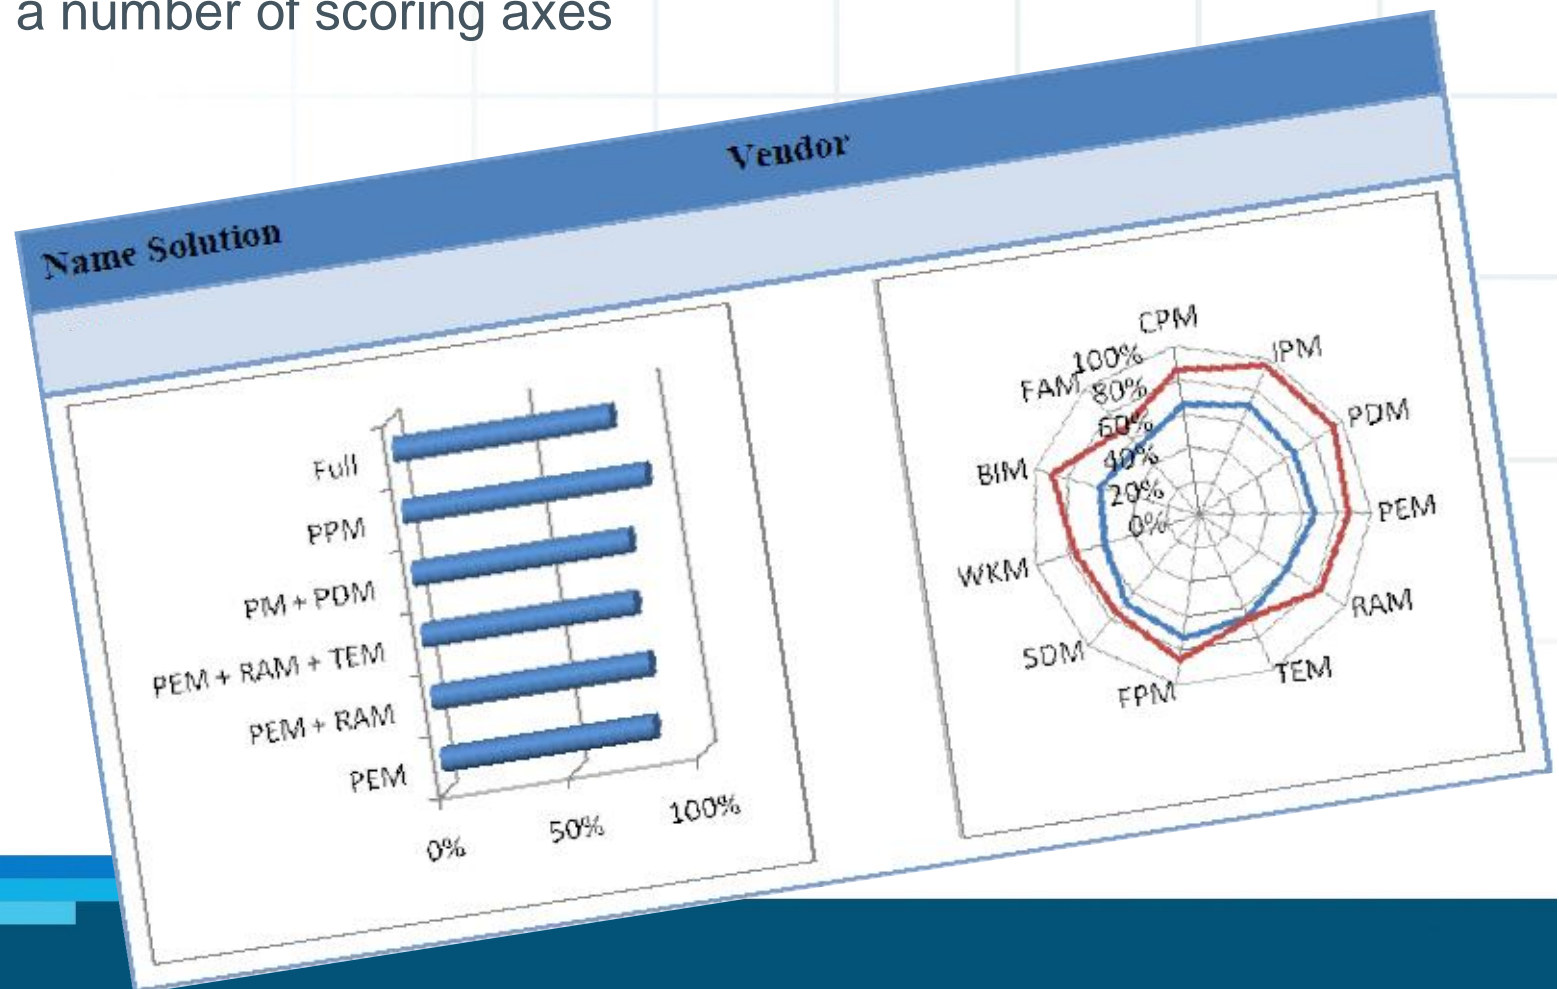 a number of scoring axes
Name Solution
Vendor
Full
PPM
PM + PDM
PEM + RAM + TEM
PEM + RAM
PEM
0%
50%
100%
CPM
IPM
PDM
PEM
RAM
TEM
FPM
SDM
WKM
BIM
FAM
100%
80%
60%
40%
20%
0%